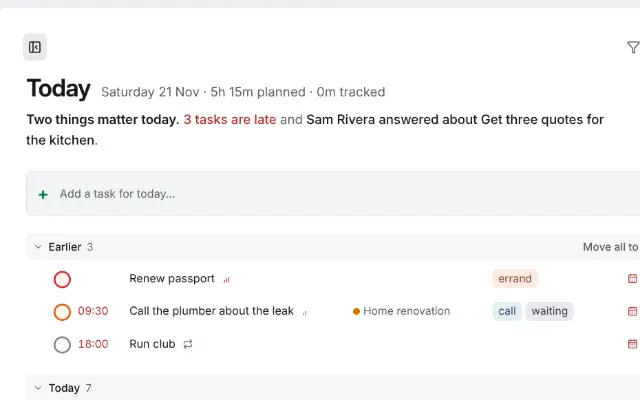 Today Saturday 21 Nov · 5h 15m planned · 0m tracked
Two things matter today. 3 tasks are late and Sam Rivera answered about Get three quotes for
the kitchen.
+ Add a task for today...
Earlier 3 Move all to
Renew passport errand
09:30 Call the plumber about the leak Home renovation call waiting
18:00 Run club
Today 7